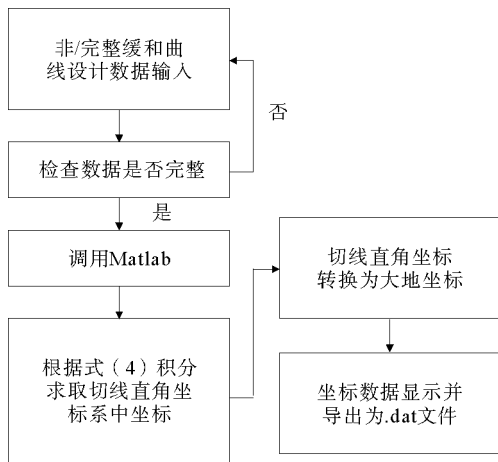 非/完整缓和曲
线设计数据输入
否
检查数据是否完整
是
调用Matlab
根据式（4）积分
求取切线直角坐
标系中坐标
切线直角坐标
转换为大地坐标
坐标数据显示并
导出为.dat文件